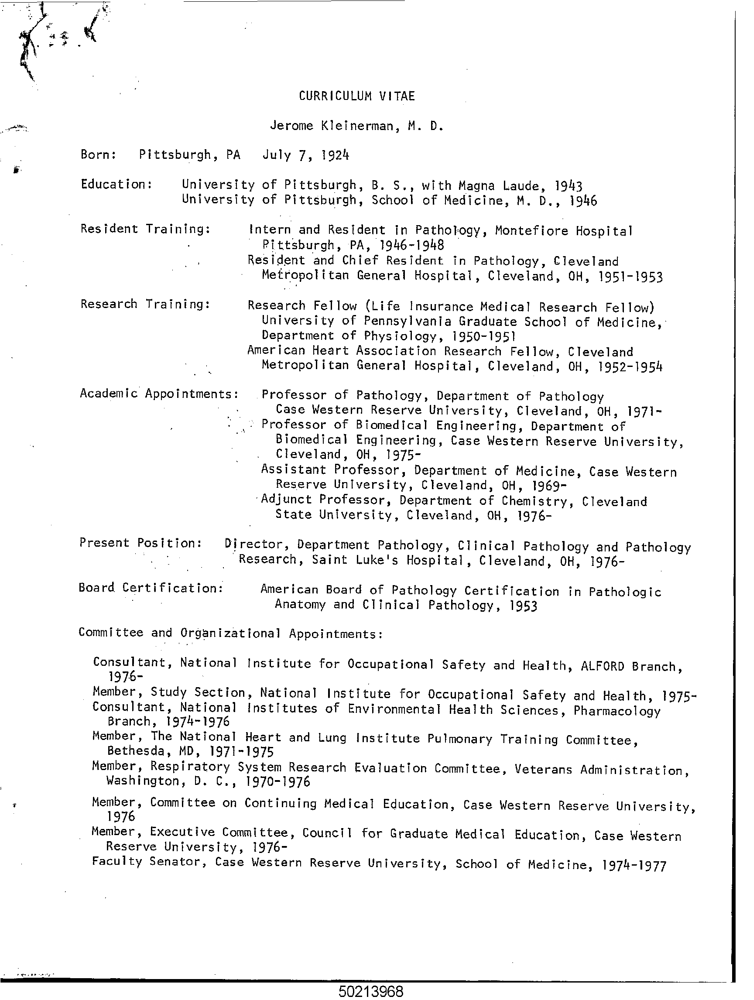 CURRICULUM VITAE
Jerome Kleinerman, M. D.
Born: Pittsburgh, PA July 7, 1924
Education: University of Pittsburgh, B. S., with Magna Laude, 1943
University of Pittsburgh, School of Medicine, M. D., 1946
Resident Training: Intern and Resident in Pathology, Montefiore Hospital
Pittsburgh, PA, 1946-1948
Resident and Chief Resident in Pathology, Cleveland
Metropolitan General Hospital, Cleveland, OH, 1951-1953
Research Training: Research Fellow (Life Insurance Medical Research Fellow)
University of Pennsylvania Graduate School of Medicine,
Department of Physiology, 1950-1951
American Heart Association Research Fellow, Cleveland
Metropolitan General Hospital, Cleveland, OH, 1952-1954
Academic Appointments: Professor of Pathology, Department of Pathology
Case Western Reserve University, Cleveland, OH, 1971-
Professor of Biomedical Engineering, Department of
Biomedical Engineering, Case Western Reserve University,
Cleveland, OH, 1975-
Assistant Professor, Department of Medicine, Case Western
Reserve University, Cleveland, OH, 1969-
Adjunct Professor, Department of Chemistry, Cleveland
State University, Cleveland, OH, 1976-
Present Position: Director, Department Pathology, Clinical Pathology and Pathology
Research, Saint Luke's Hospital, Cleveland, OH, 1976-
Board Certification: American Board of Pathology Certification in Pathologic
Anatomy and Clinical Pathology, 1953
Committee and Organizational Appointments:
Consultant, National Institute for Occupational Safety and Health, ALFORD Branch,
1976-
Member, Study Section, National Institute for Occupational Safety and Health, 1975-
Consultant, National Institutes of Environmental Health Sciences, Pharmacology
Branch, 1974-1976
Member, The National Heart and Lung Institute Pulmonary Training Committee,
Bethesda, MD, 1971-1975
Member, Respiratory System Research Evaluation Committee, Veterans Administration,
Washington, D. C., 1970-1976
Member, Committee on Continuing Medical Education, Case Western Reserve University,
1976
Member, Executive Committee, Council for Graduate Medical Education, Case Western
Reserve University, 1976-
Faculty Senator, Case Western Reserve University, School of Medicine, 1974-1977
50213968